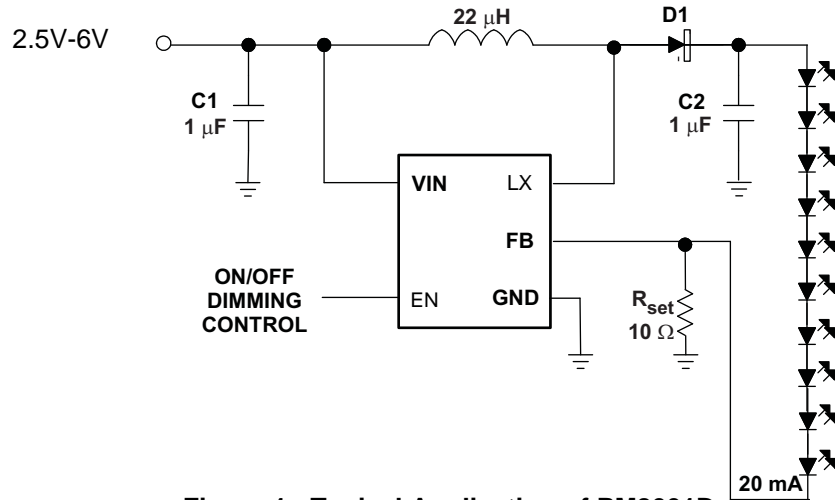 22 μH
D1
2.5V-6V
C1
1 μF
C2
1 μF
VIN
LX
FB
ON/OFF
DIMMING
CONTROL
EN
GND
Rset
10 Ω
20 mA